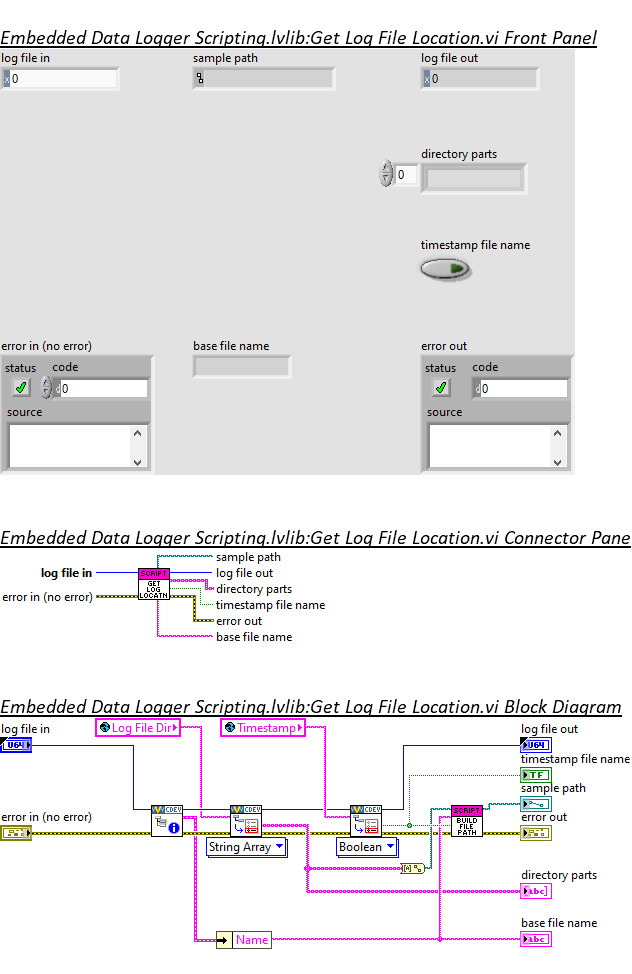 Embedded Data Logger Scripting.lvlib:Get Log File Location.vi Front Panel
log file in
sample path
log file out
x 0
x 0
directory parts
0
timestamp file name
error in (no error)
base file name
error out
status code
status code
d 0
d 0
source
source
Embedded Data Logger Scripting.lvlib:Get Log File Location.vi Connector Pane
sample path
log file in
log file out
SCRIPT
GET
LOG
LOCATN
directory parts
error in (no error)
timestamp file name
error out
base file name
Embedded Data Logger Scripting.lvlib:Get Log File Location.vi Block Diagram
log file in
Log File Dir
Timestamp
log file out
U64
U64
timestamp file name
TF
sample path
error in (no error)
CDEV
CDEV
CDEV
SCRIPT
BUILD
FILE
PATH
error out
String Array
Boolean
directory parts
abc
base file name
Name
abc